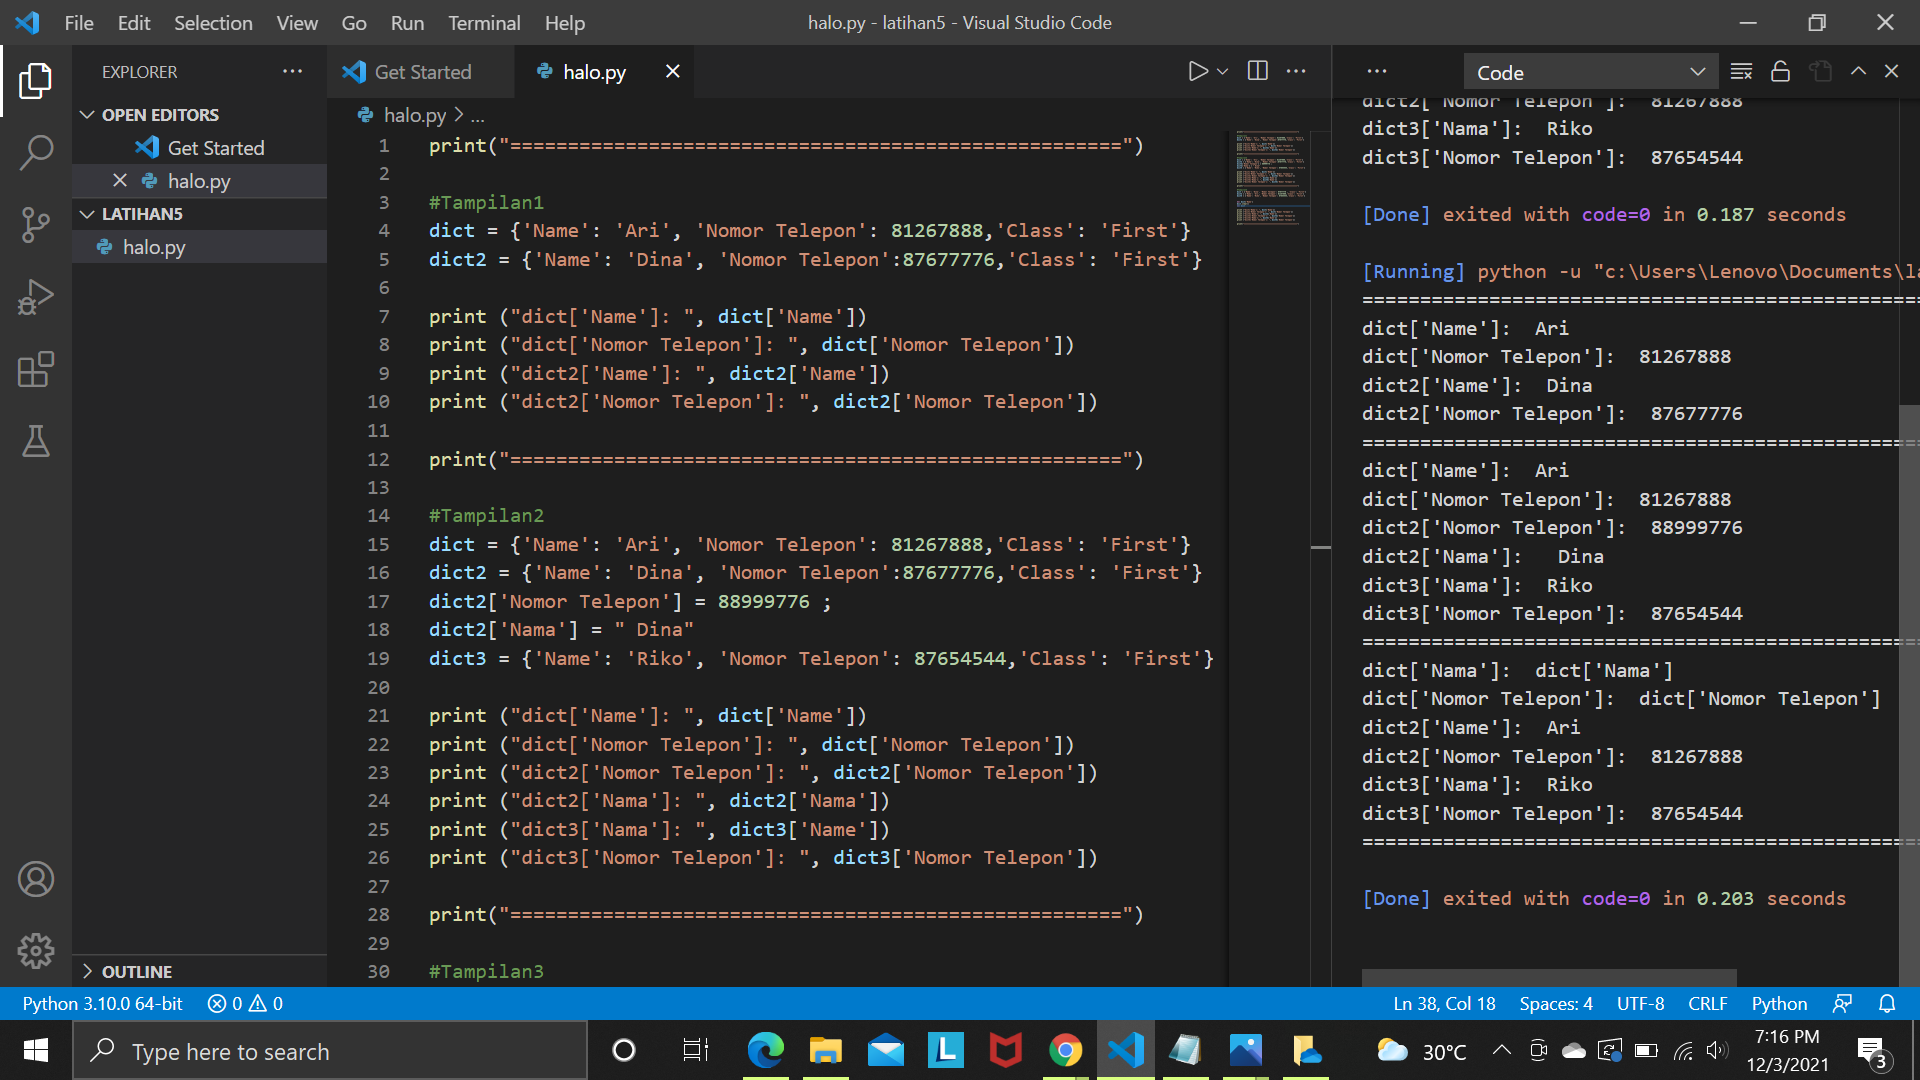 File Edit Selection View Go Run Terminal Help
halo.py - latihan5 - Visual Studio Code
EXPLORER
OPEN EDITORS
Get Started
halo.py
LATIHAN5
halo.py
OUTLINE
Get Started
halo.py
halo.py > ...
1 print("=====================================================")
2
3 #Tampilan1
4 dict = {'Name': 'Ari', 'Nomor Telepon': 81267888,'Class': 'First'}
5 dict2 = {'Name': 'Dina', 'Nomor Telepon':87677776,'Class': 'First'}
6
7 print ("dict['Name']: ", dict['Name'])
8 print ("dict['Nomor Telepon']: ", dict['Nomor Telepon'])
9 print ("dict2['Name']: ", dict2['Name'])
10 print ("dict2['Nomor Telepon']: ", dict2['Nomor Telepon'])
11
12 print("=====================================================")
13
14 #Tampilan2
15 dict = {'Name': 'Ari', 'Nomor Telepon': 81267888,'Class': 'First'}
16 dict2 = {'Name': 'Dina', 'Nomor Telepon':87677776,'Class': 'First'}
17 dict2['Nomor Telepon'] = 88999776 ;
18 dict2['Nama'] = " Dina"
19 dict3 = {'Name': 'Riko', 'Nomor Telepon': 87654544,'Class': 'First'}
20
21 print ("dict['Name']: ", dict['Name'])
22 print ("dict['Nomor Telepon']: ", dict['Nomor Telepon'])
23 print ("dict2['Nomor Telepon']: ", dict2['Nomor Telepon'])
24 print ("dict2['Nama']: ", dict2['Nama'])
25 print ("dict3['Nama']: ", dict3['Name'])
26 print ("dict3['Nomor Telepon']: ", dict3['Nomor Telepon'])
27
28 print("=====================================================")
29
30 #Tampilan3
Code
dict2['Nomor Telepon']:  81267888
dict3['Nama']:  Riko
dict3['Nomor Telepon']:  87654544
[Done] exited with code=0 in 0.187 seconds
[Running] python -u "c:\Users\Lenovo\Documents\la
=================================================
dict['Name']:  Ari
dict['Nomor Telepon']:  81267888
dict2['Name']:  Dina
dict2['Nomor Telepon']:  87677776
=================================================
dict['Name']:  Ari
dict['Nomor Telepon']:  81267888
dict2['Nomor Telepon']:  88999776
dict2['Nama']:   Dina
dict3['Nama']:  Riko
dict3['Nomor Telepon']:  87654544
=================================================
dict['Nama']:  dict['Nama']
dict['Nomor Telepon']:  dict['Nomor Telepon']
dict2['Name']:  Ari
dict2['Nomor Telepon']:  81267888
dict3['Nama']:  Riko
dict3['Nomor Telepon']:  87654544
=================================================
[Done] exited with code=0 in 0.203 seconds
Python 3.10.0 64-bit 0 0
Ln 38, Col 18 Spaces: 4 UTF-8 CRLF Python
Type here to search
L
30°C
7:16 PM
12/3/2021
3